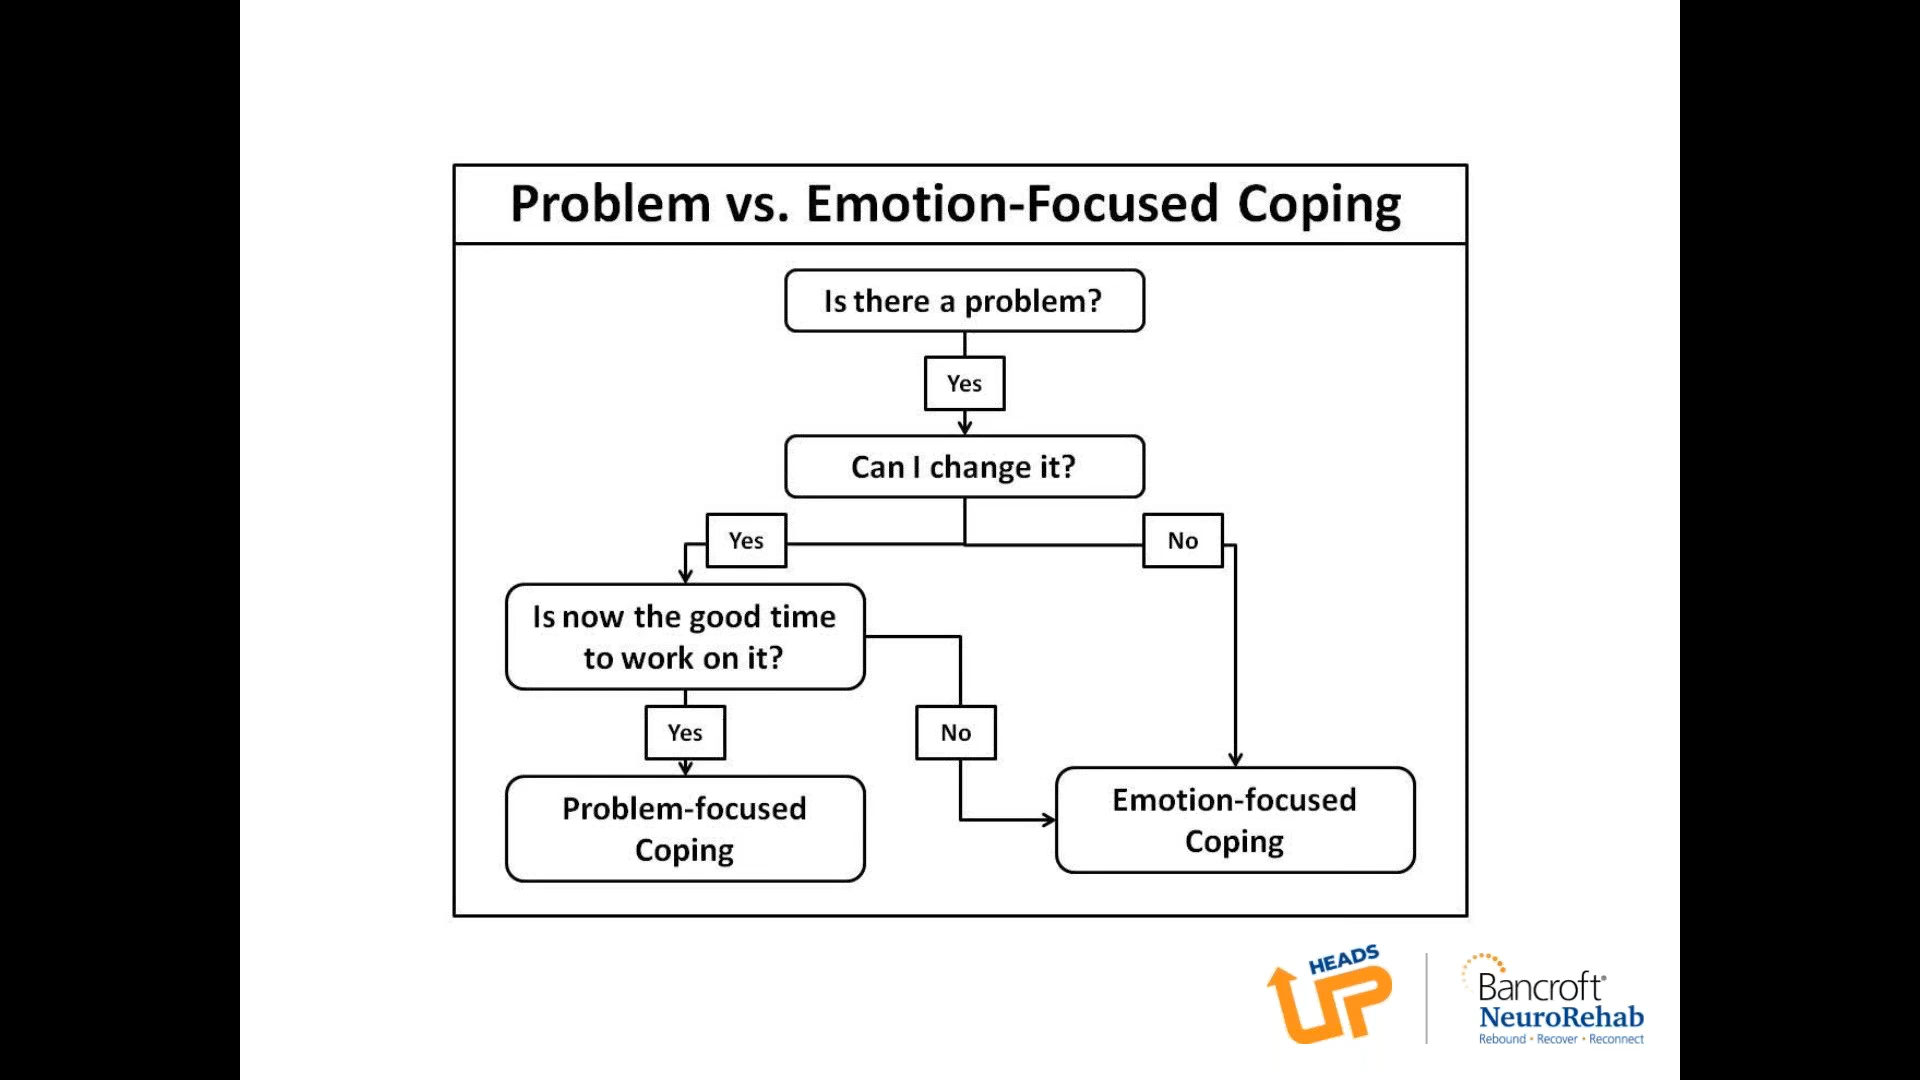 Problem vs. Emotion-Focused Coping
Is there a problem?
Yes
Can I change it?
Yes
No
Is now the good time
to work on it?
Yes
No
Problem-focused
Coping
Emotion-focused
Coping
HEADS
UP
Bancroft®
NeuroRehab
Rebound • Recover • Reconnect